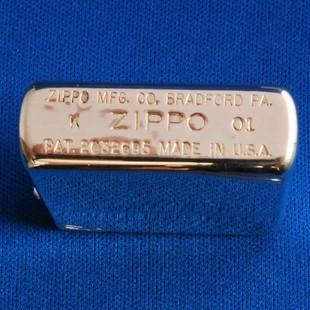 ZIPPO MFG. CO. BRADFORD PA.
K ZIPPO 01
PAT. 2032695 MADE IN U.S.A.